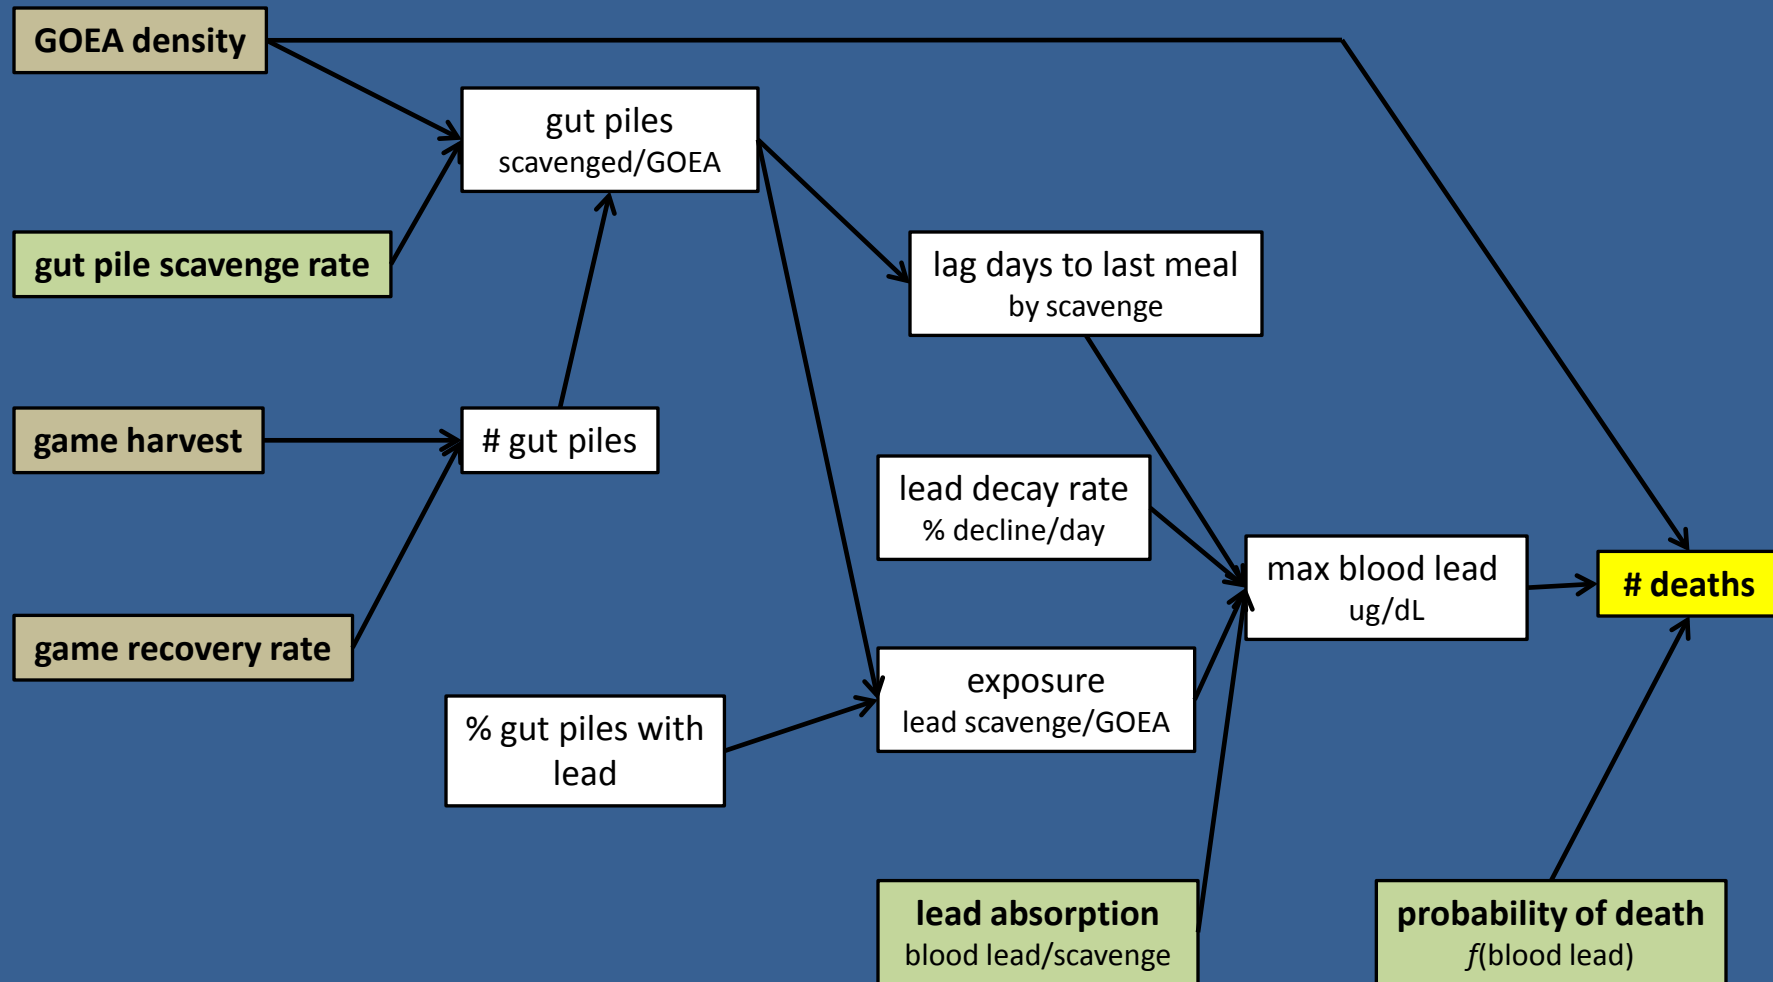 GOEA density
gut piles
scavenged/GOEA
gut pile scavenge rate
lag days to last meal
by scavenge
game harvest
# gut piles
lead decay rate
% decline/day
max blood lead
ug/dL
# deaths
game recovery rate
exposure
lead scavenge/GOEA
% gut piles with
lead
lead absorption
blood lead/scavenge
probability of death
f(blood lead)